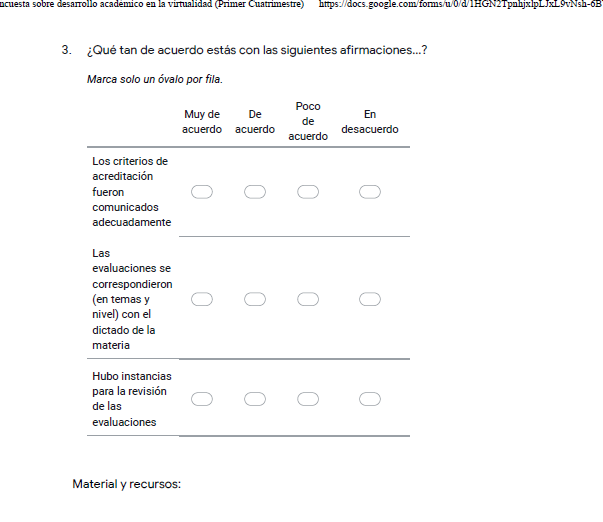 ncuesta sobre desarrollo académico en la virtualidad (Primer Cuatrimestre) https://docs.google.com/forms/u/0/d/1HGN2TpnhjxlpLJxL9vNsh-6B
3. ¿Qué tan de acuerdo estás con las siguientes afirmaciones...?
Marca solo un óvalo por fila.
Muy de acuerdo
De acuerdo
Poco de acuerdo
En desacuerdo
Los criterios de
acreditación
fueron
comunicados
adecuadamente
Las
evaluaciones se
correspondieron
(en temas y
nivel) con el
dictado de la
materia
Hubo instancias
para la revisión
de las
evaluaciones
Material y recursos: